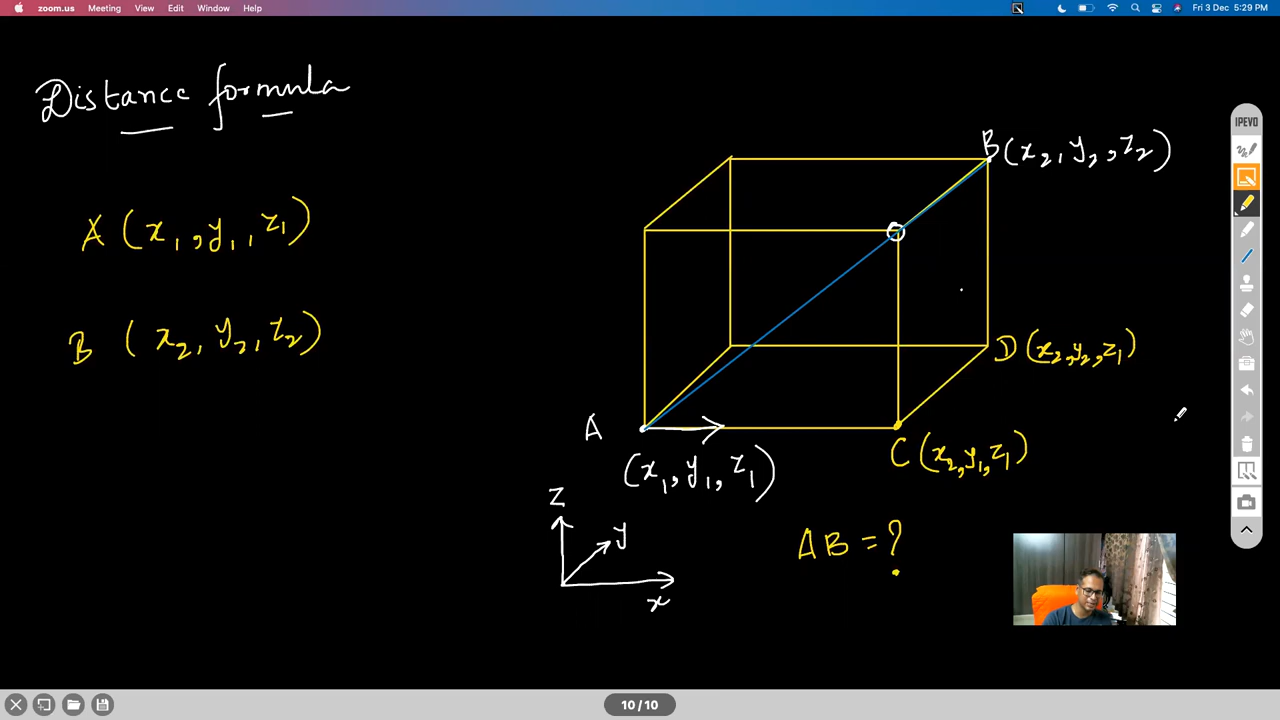 zoom.us Meeting View Edit Window Help Fri 3 Dec 5:29 PM
Distance formula
IPEVO
B(x₂, y₂, z₂)
A (x₁, y₁, z₁)
B (x₂, y₂, z₂)
D(x₂, y₂, z₁)
A
(x₁, y₁, z₁)
C(x₂, y₁, z₁)
z
y
x
AB = ?
10 / 10